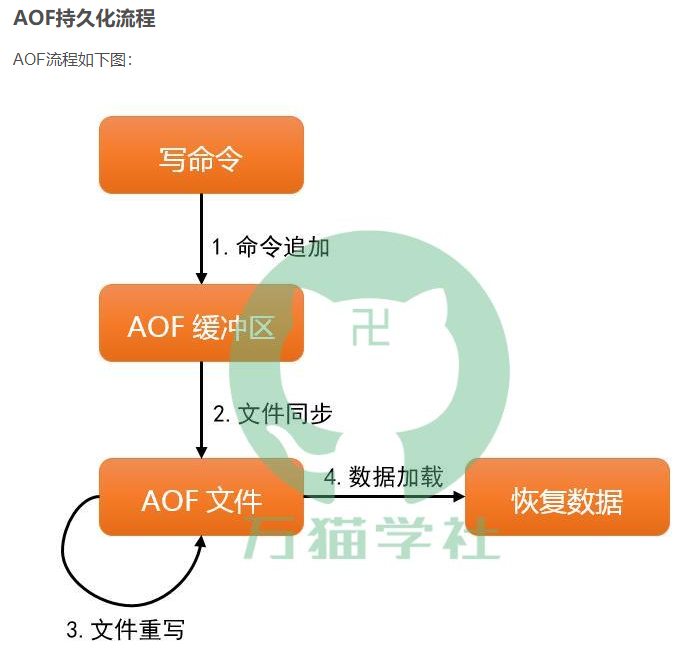 AOF持久化流程
AOF流程如下图：
写命令
1.命令追加
卍
AOF 缓冲区
2.文件同步
4.数据加载
AOF 文件
恢复数据
万猫学社
3.文件重写